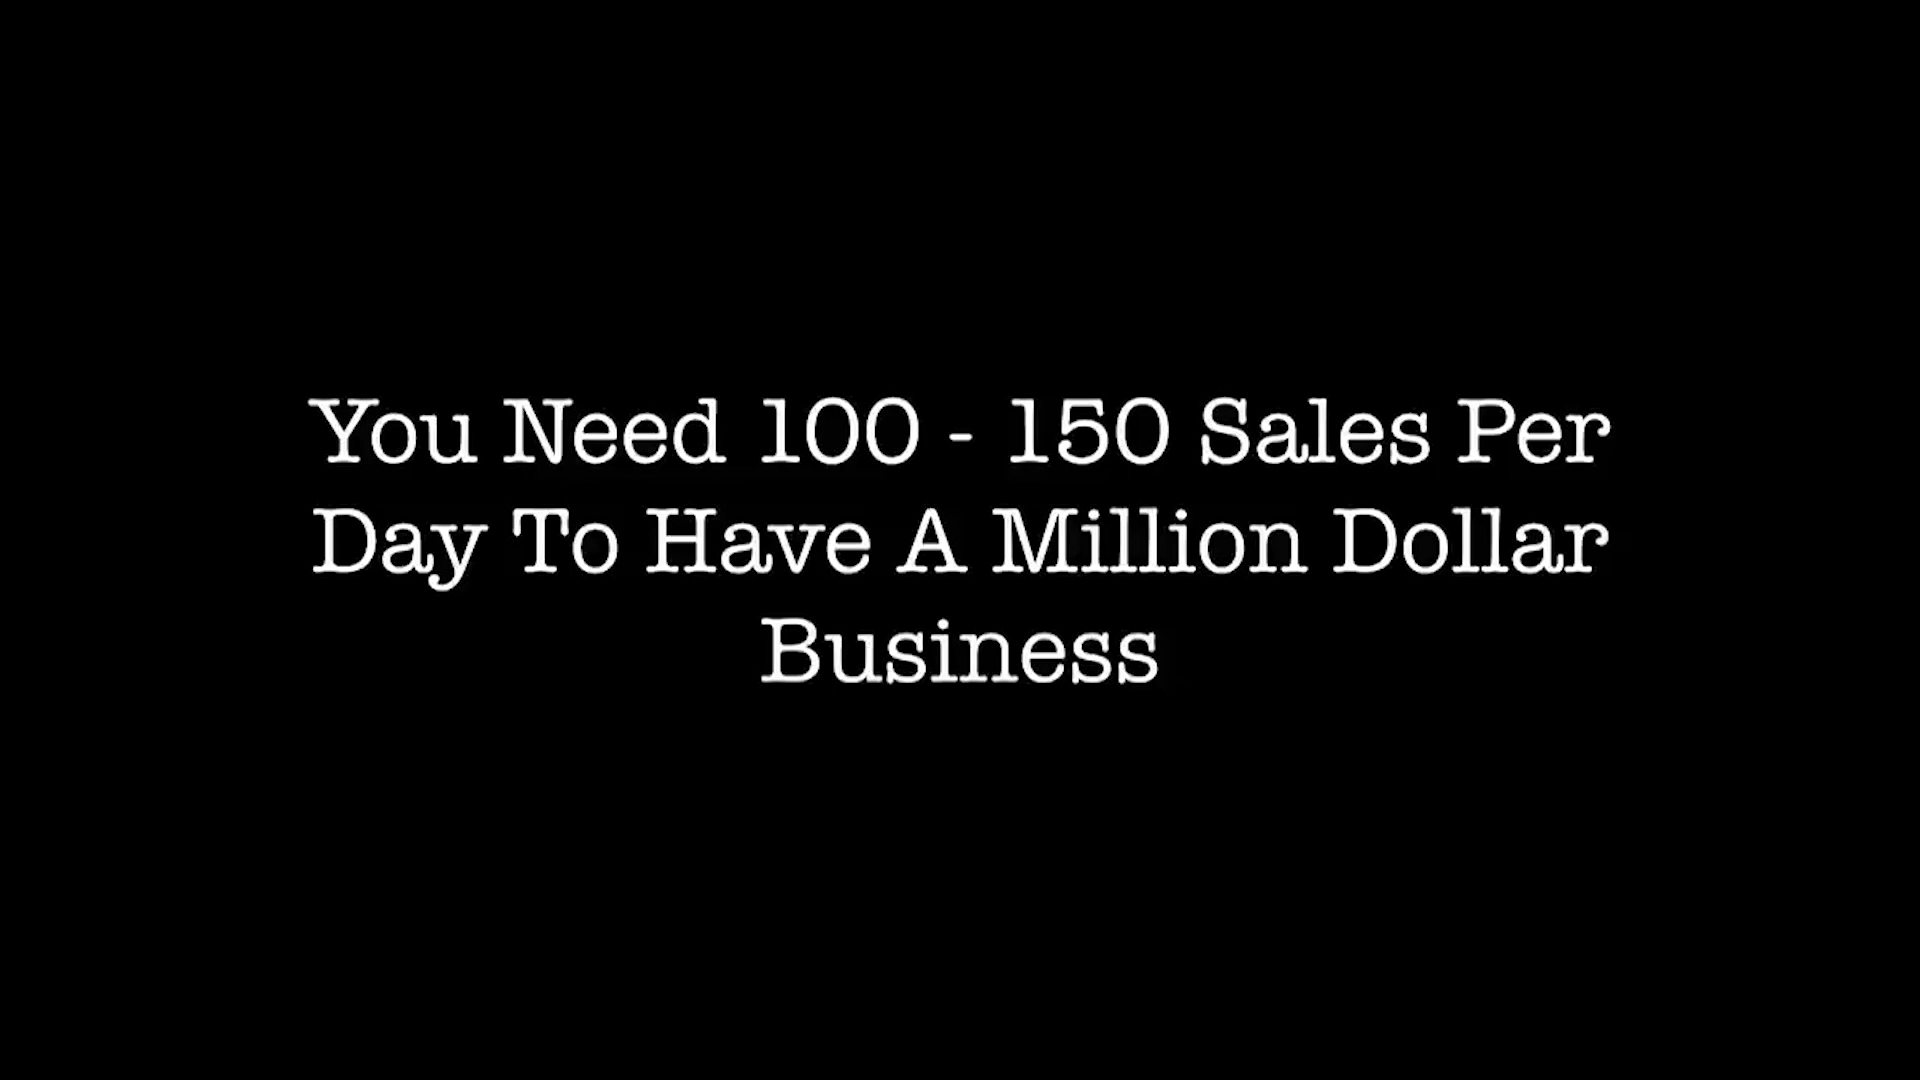 You Need 100 - 150 Sales Per
Day To Have A Million Dollar
Business